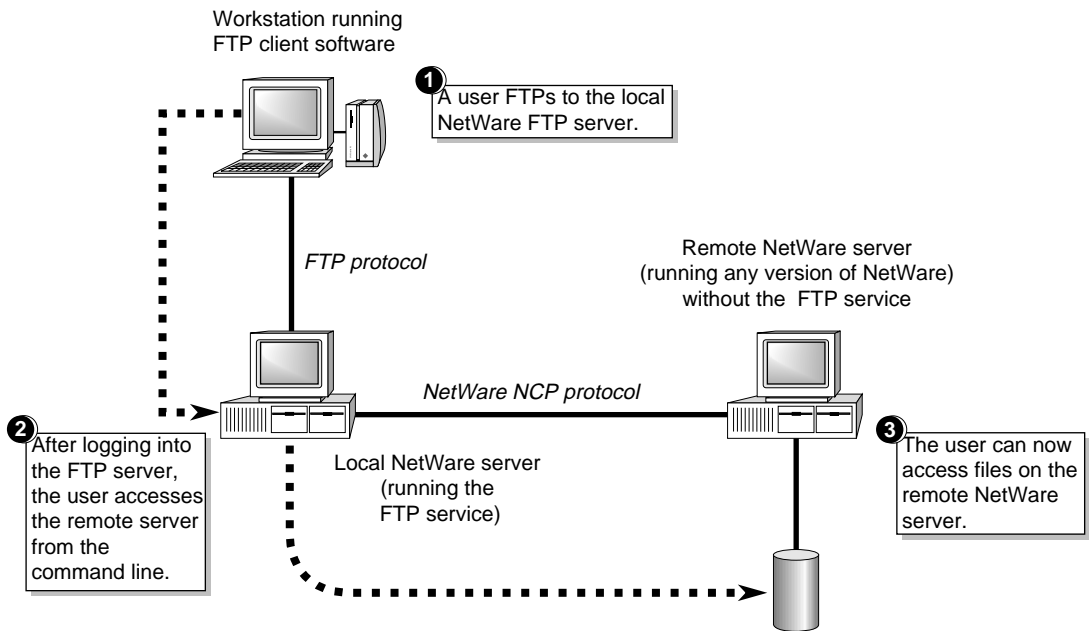 Workstation running
FTP client software
1
A user FTPs to the local
NetWare FTP server.
FTP protocol
Remote NetWare server
(running any version of NetWare)
without the FTP service
NetWare NCP protocol
2
After logging into
the FTP server,
the user accesses
the remote server
from the
command line.
Local NetWare server
(running the
FTP service)
3
The user can now
access files on the
remote NetWare
server.